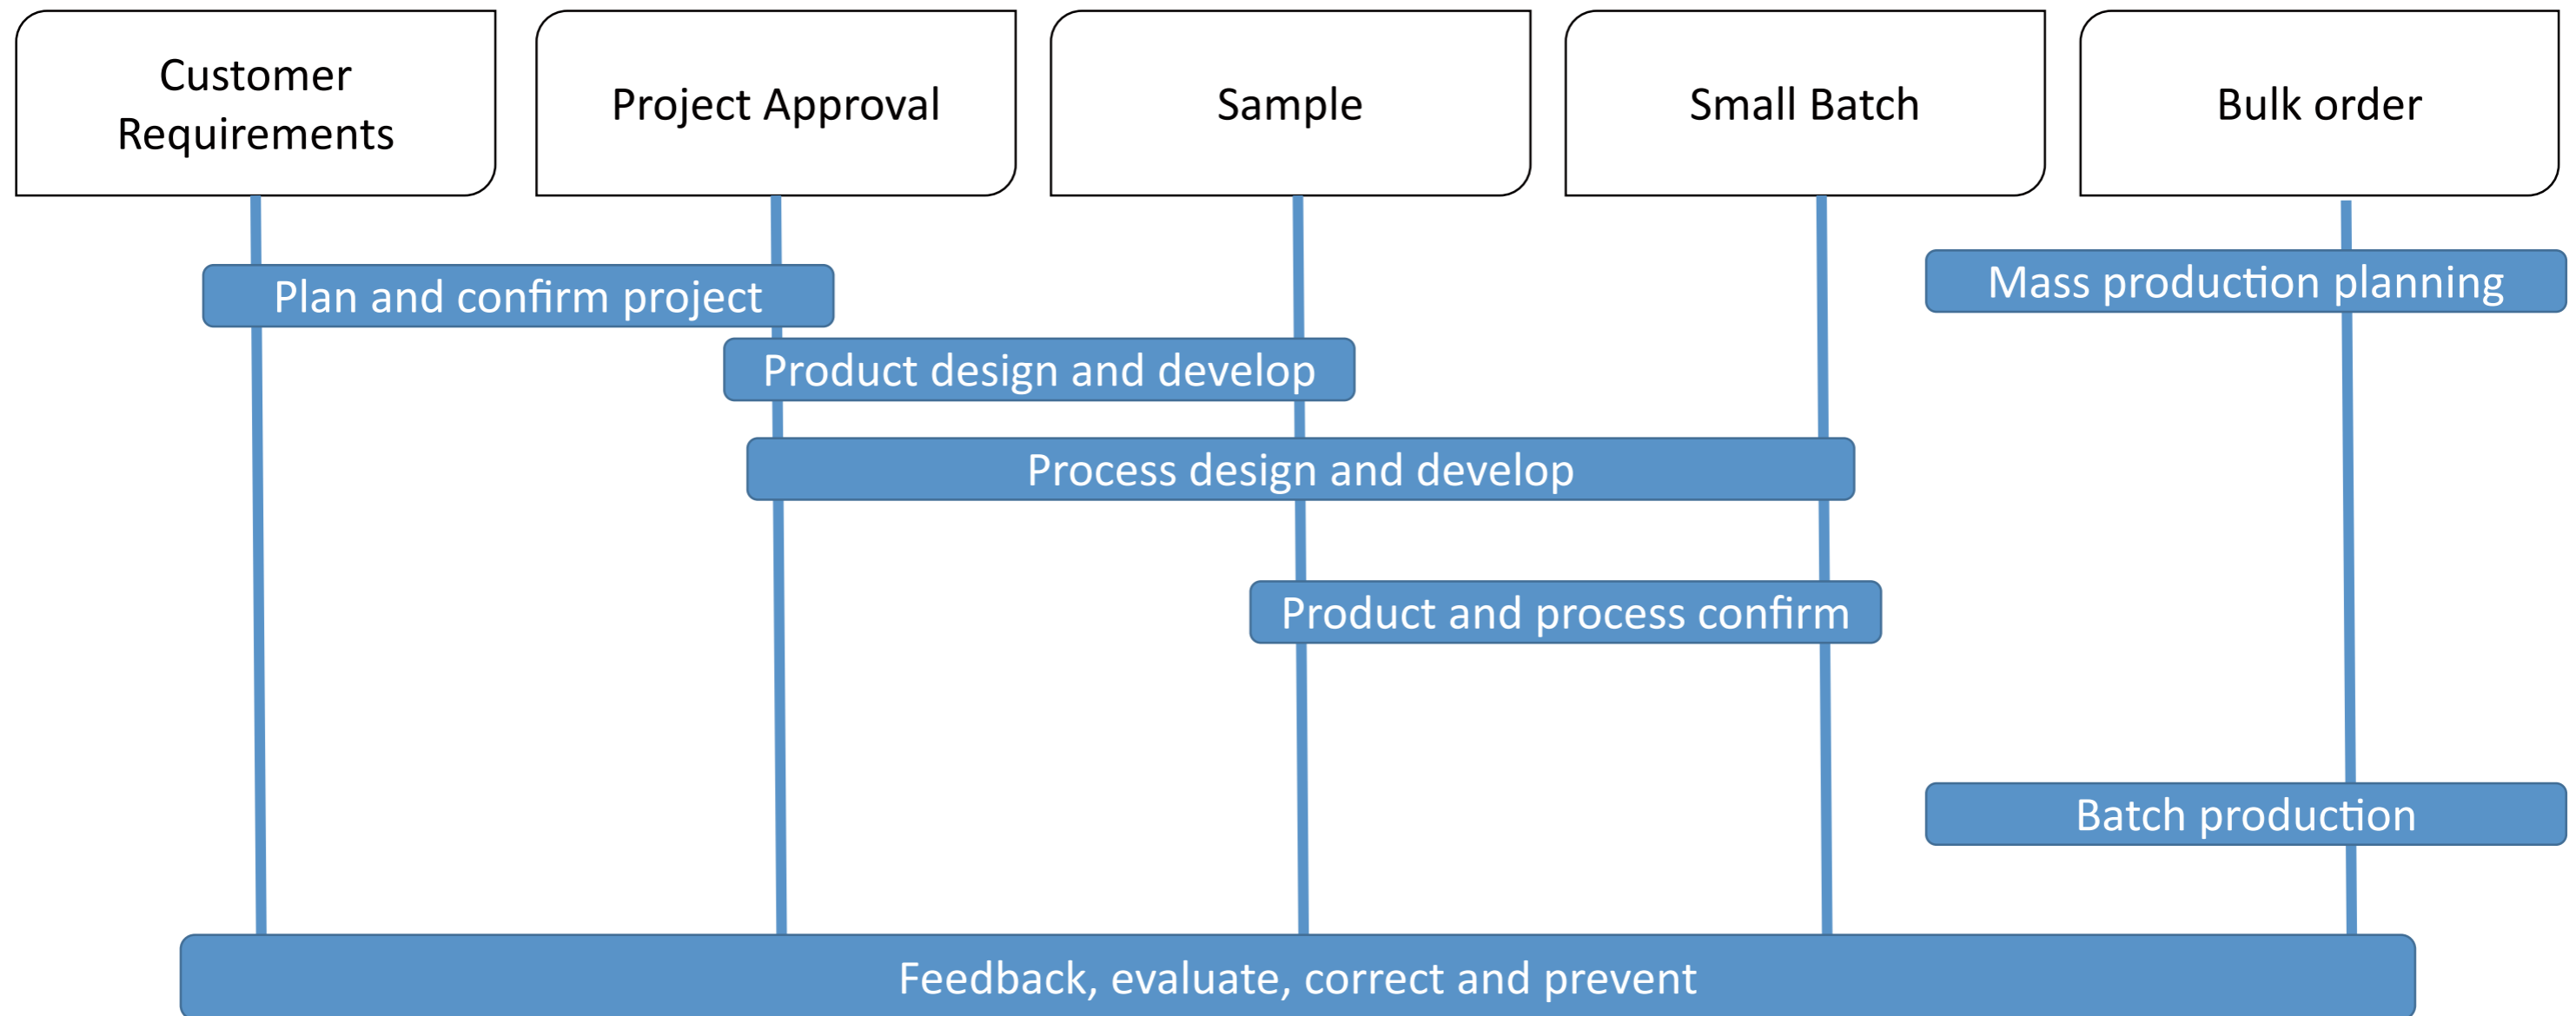 Customer
Requirements
Project Approval
Sample
Small Batch
Bulk order
Plan and confirm project
Mass production planning
Product design and develop
Process design and develop
Product and process confirm
Batch production
Feedback, evaluate, correct and prevent